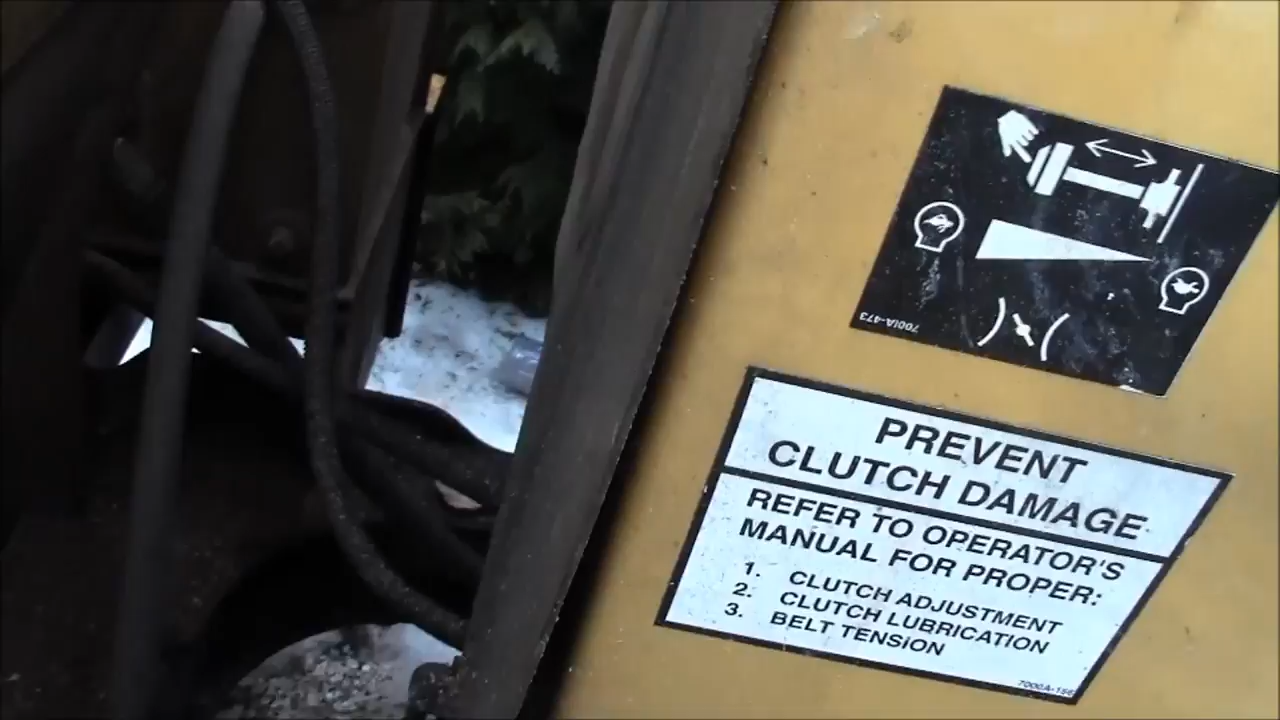 700IA-473
PREVENT
CLUTCH DAMAGE
REFER TO OPERATOR'S
MANUAL FOR PROPER:
1. CLUTCH ADJUSTMENT
2. CLUTCH LUBRICATION
3. BELT TENSION
7000A-156